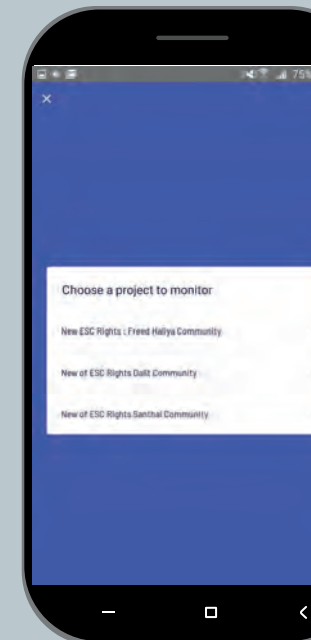 75%
Choose a project to monitor
New ESC Rights : Freed Haliya Community
New of ESC Rights Dalit Community
New of ESC Rights Santhal Community